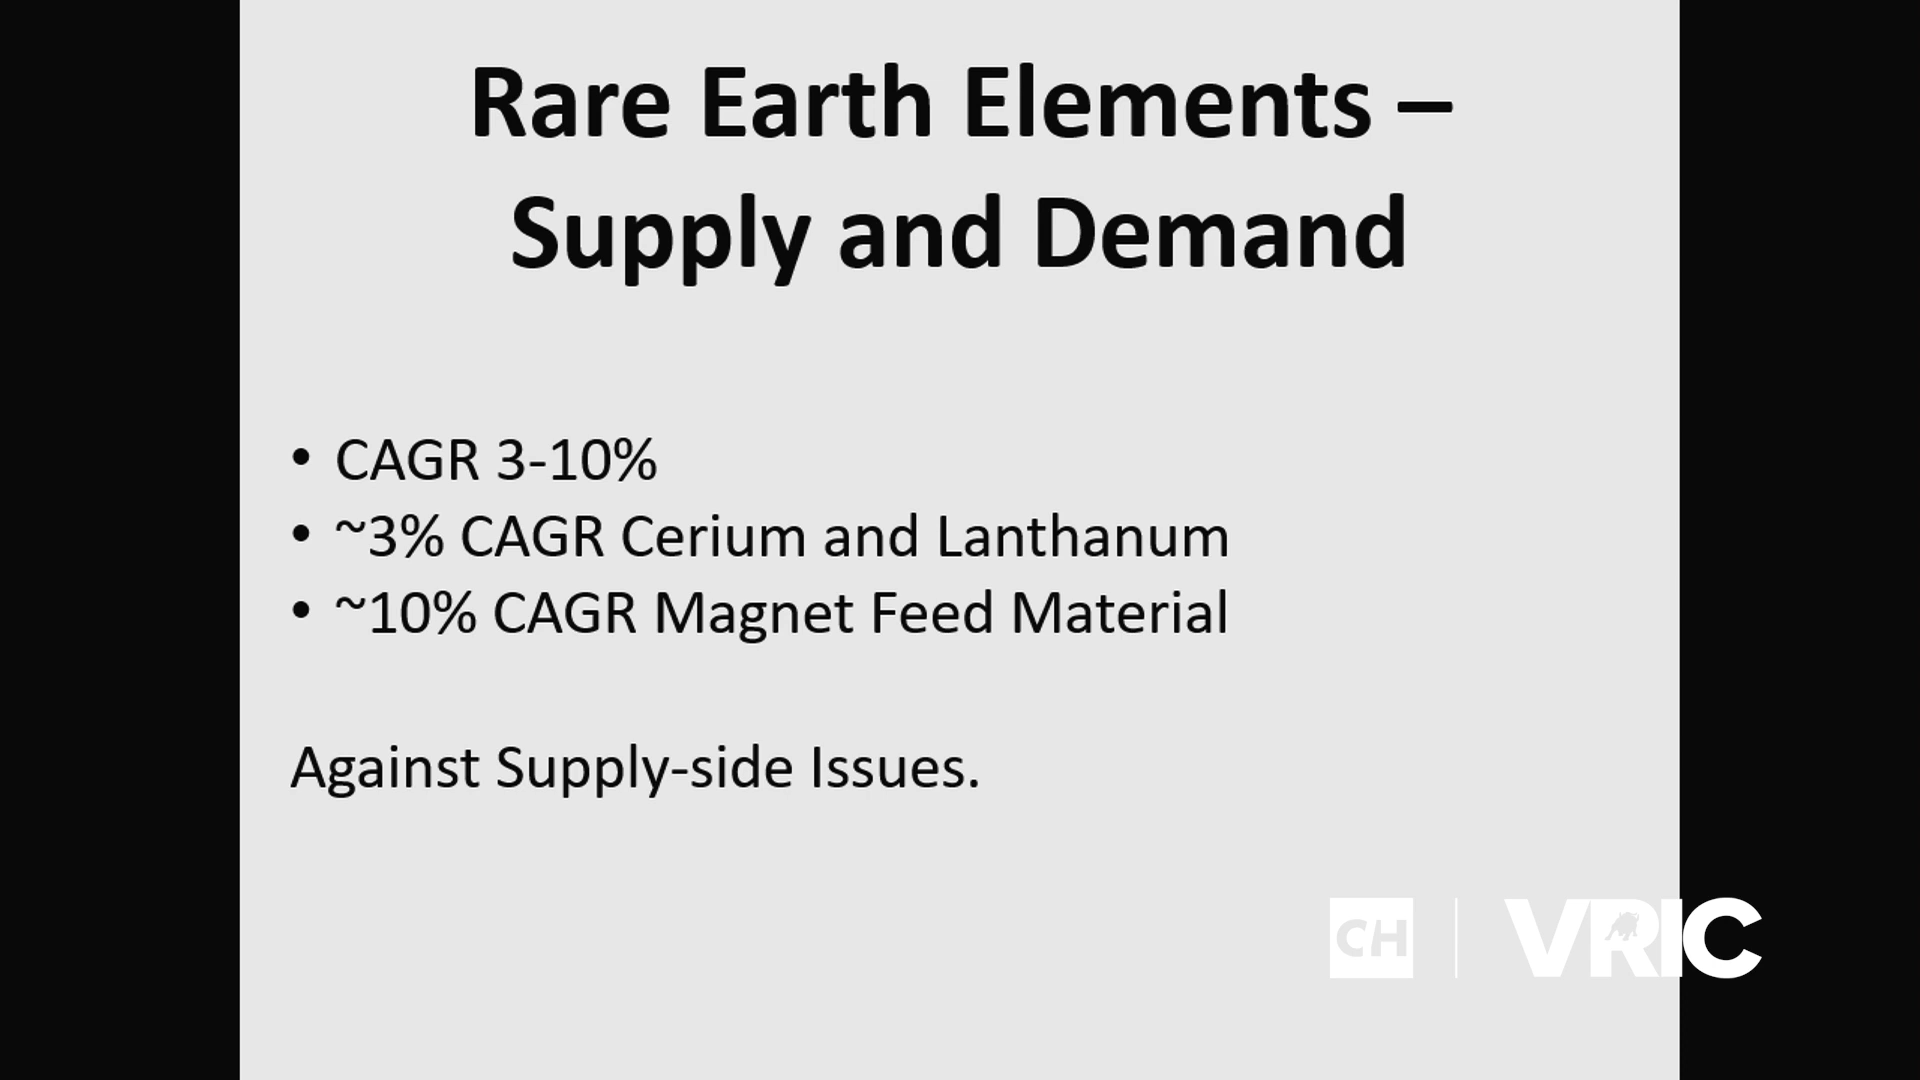 Rare Earth Elements –
Supply and Demand
• CAGR 3-10%
• ~3% CAGR Cerium and Lanthanum
• ~10% CAGR Magnet Feed Material
Against Supply-side Issues.
CH | VRIC